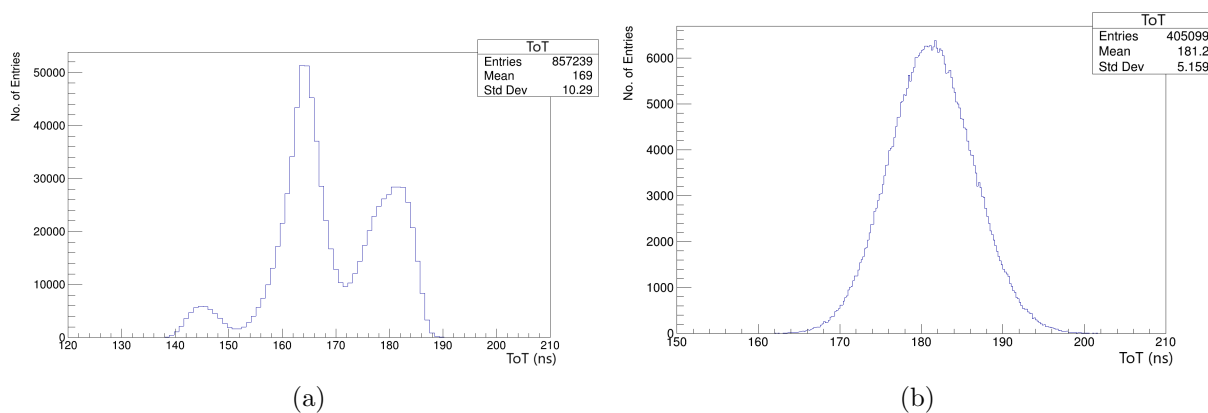 ToT
Entries 857239
Mean 169
Std Dev 10.29
No. of Entries
50000
40000
30000
20000
10000
0
120 130 140 150 160 170 180 190 200 210
ToT (ns)
(a)
ToT
Entries 405099
Mean 181.2
Std Dev 5.159
No. of Entries
6000
5000
4000
3000
2000
1000
0
150 160 170 180 190 200 210
ToT (ns)
(b)